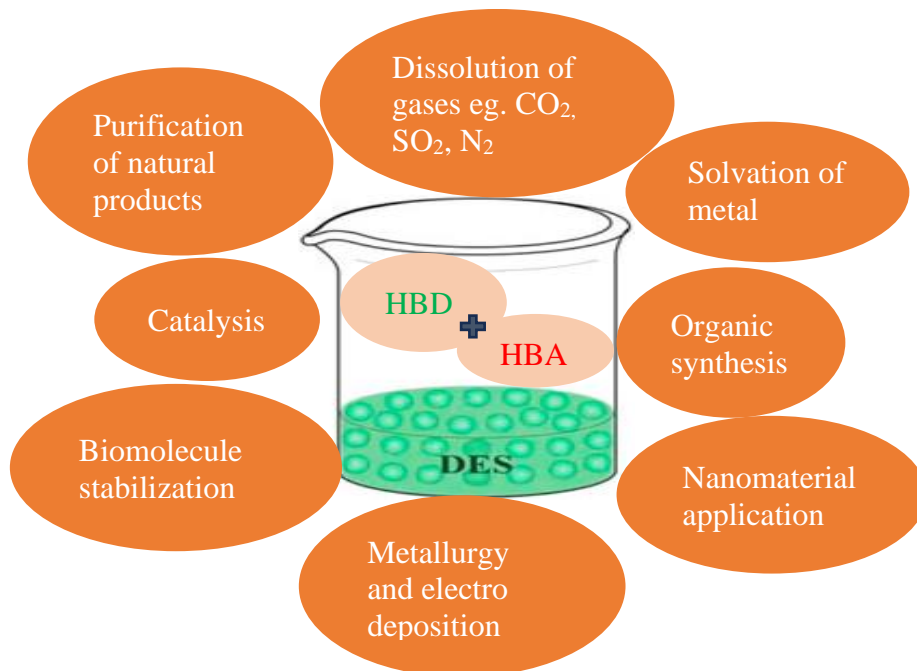 Dissolution of
gases eg. CO₂,
SO₂, N₂
Purification
of natural
products
Solvation of
metal
HBD
HBA
Catalysis
Organic
synthesis
Biomolecule
stabilization
DES
Nanomaterial
application
Metallurgy
and electro
deposition